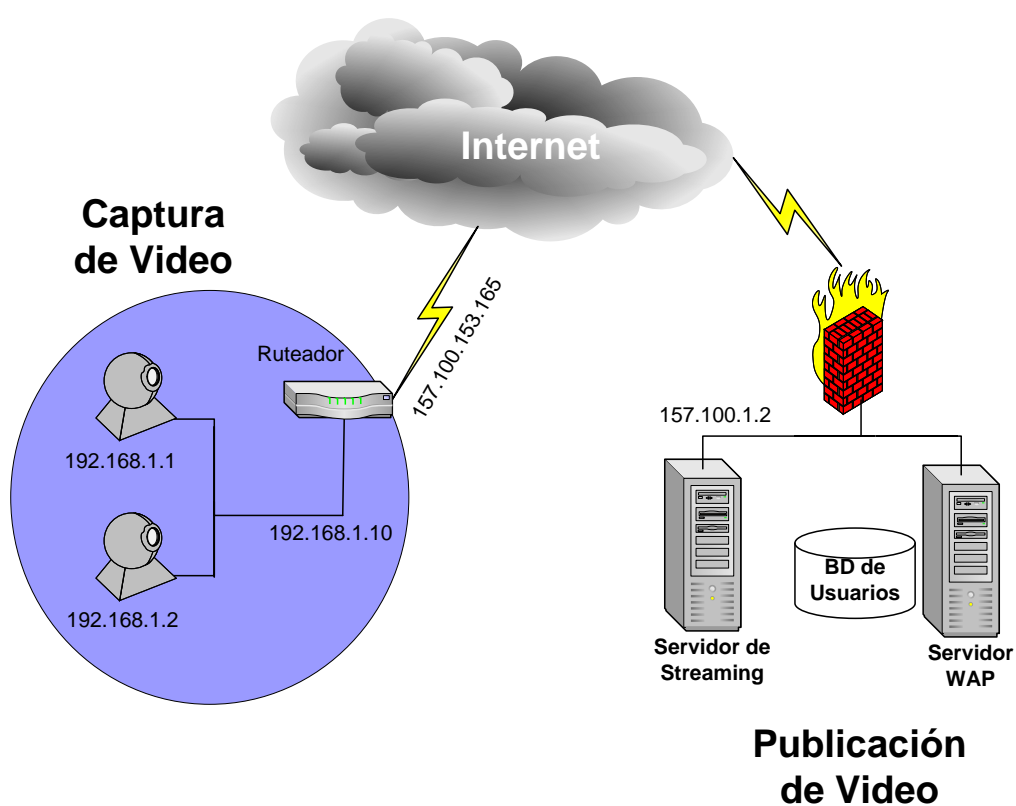 Internet
Captura
de Video
Ruteador
157.100.153.165
192.168.1.1
192.168.1.10
192.168.1.2
157.100.1.2
BD de
Usuarios
Servidor de
Streaming
Servidor
WAP
Publicación
de Video